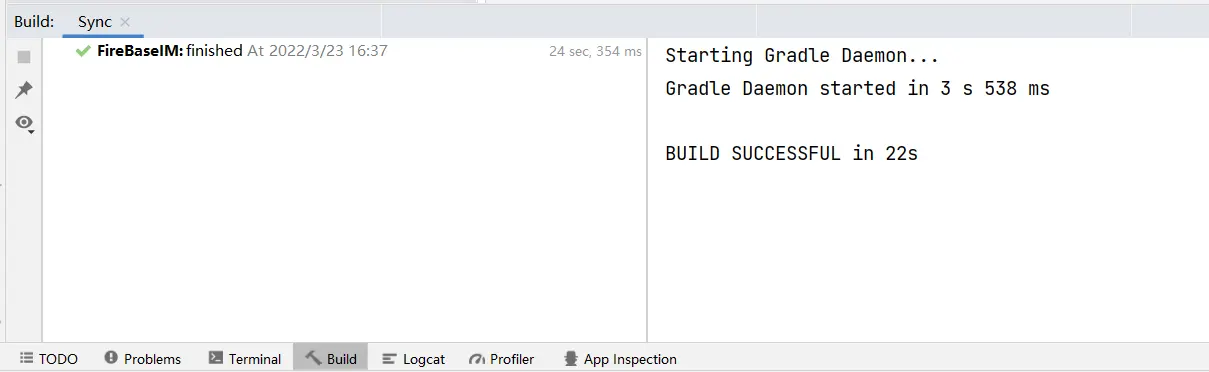 Build: Sync
FireBaseIM: finished At 2022/3/23 16:37 24 sec, 354 ms
Starting Gradle Daemon...
Gradle Daemon started in 3 s 538 ms
BUILD SUCCESSFUL in 22s
TODO Problems Terminal Build Logcat Profiler App Inspection